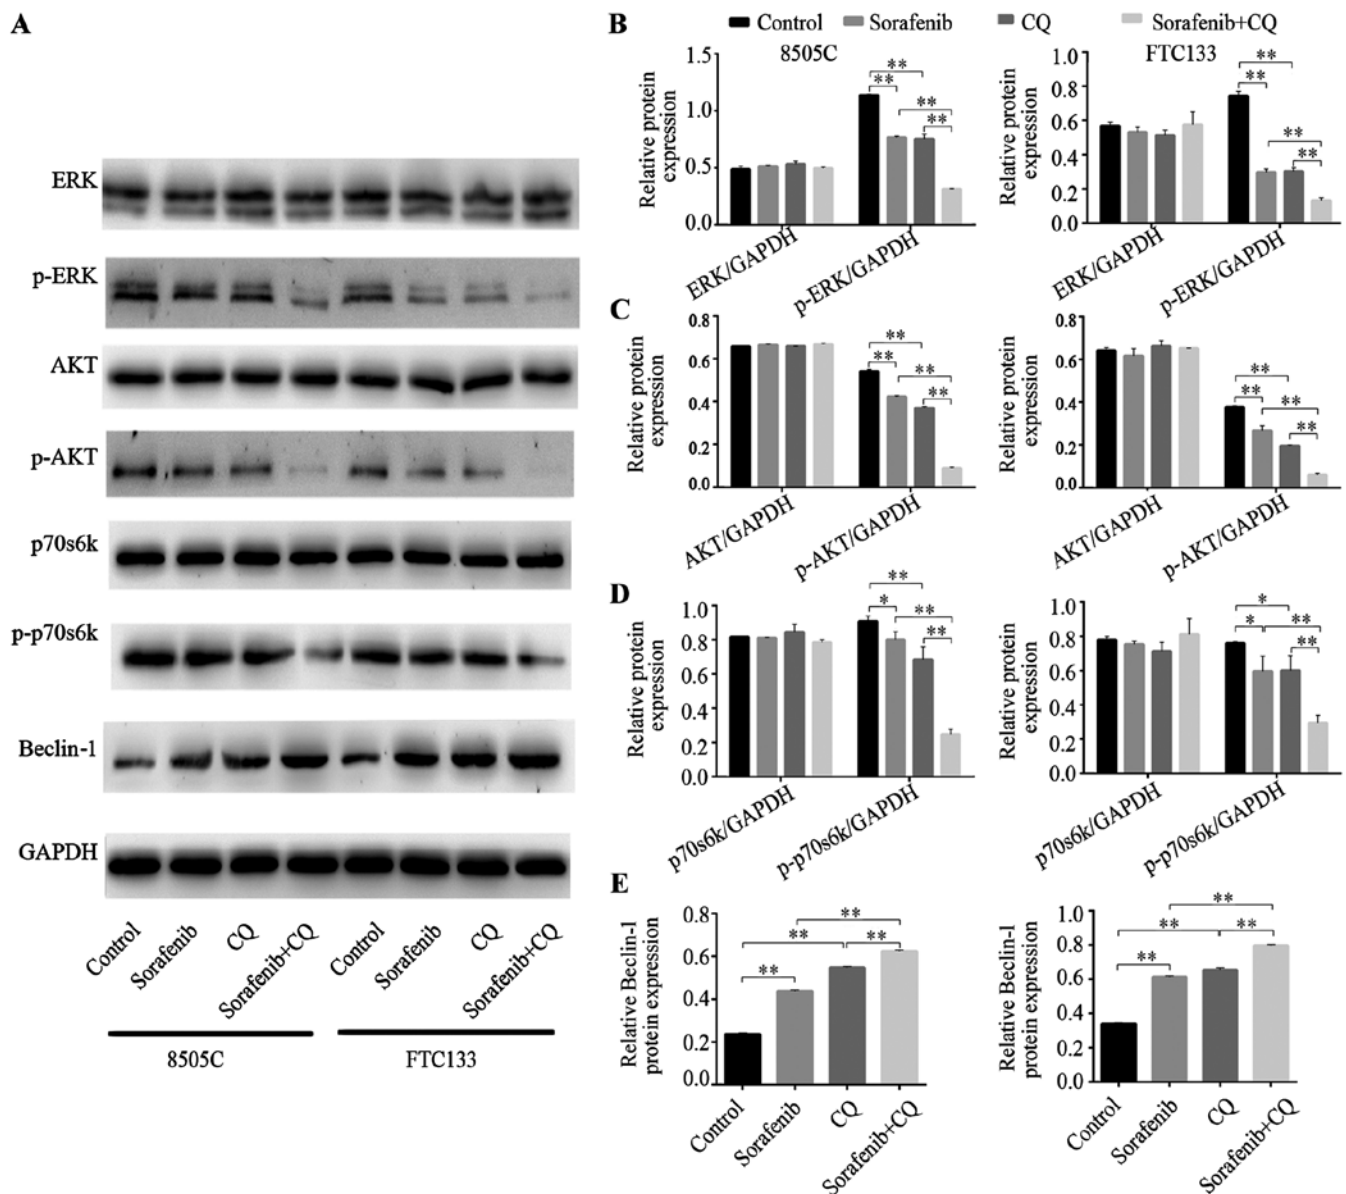 A
ERK
p-ERK
AKT
p-AKT
p70s6k
p-p70s6k
Beclin-1
GAPDH
Control
Sorafenib
CQ
Sorafenib+CQ
Control
Sorafenib
CQ
Sorafenib+CQ
8505C
FTC133
B
Control
Sorafenib
CQ
Sorafenib+CQ
8505C
Relative protein
expression
1.5
1.0
0.5
0.0
**
**
**
**
ERK/GAPDH
p-ERK/GAPDH
FTC133
Relative protein
expression
1.0
0.8
0.6
0.4
0.2
0.0
**
**
**
**
ERK/GAPDH
p-ERK/GAPDH
C
Relative protein
expression
0.8
0.6
0.4
0.2
0.0
**
**
**
**
AKT/GAPDH
p-AKT/GAPDH
Relative protein
expression
0.8
0.6
0.4
0.2
0.0
**
**
**
**
AKT/GAPDH
p-AKT/GAPDH
D
Relative protein
expression
1.0
0.8
0.6
0.4
0.2
0.0
**
*
**
**
p70s6k/GAPDH
p-p70s6k/GAPDH
Relative protein
expression
1.0
0.8
0.6
0.4
0.2
0.0
*
*
**
**
p70s6k/GAPDH
p-p70s6k/GAPDH
E
Relative Beclin-1
protein expression
0.8
0.6
0.4
0.2
0.0
**
**
**
**
Control
Sorafenib
CQ
Sorafenib+CQ
Relative Beclin-1
protein expression
1.0
0.8
0.6
0.4
0.2
0.0
**
**
**
**
Control
Sorafenib
CQ
Sorafenib+CQ